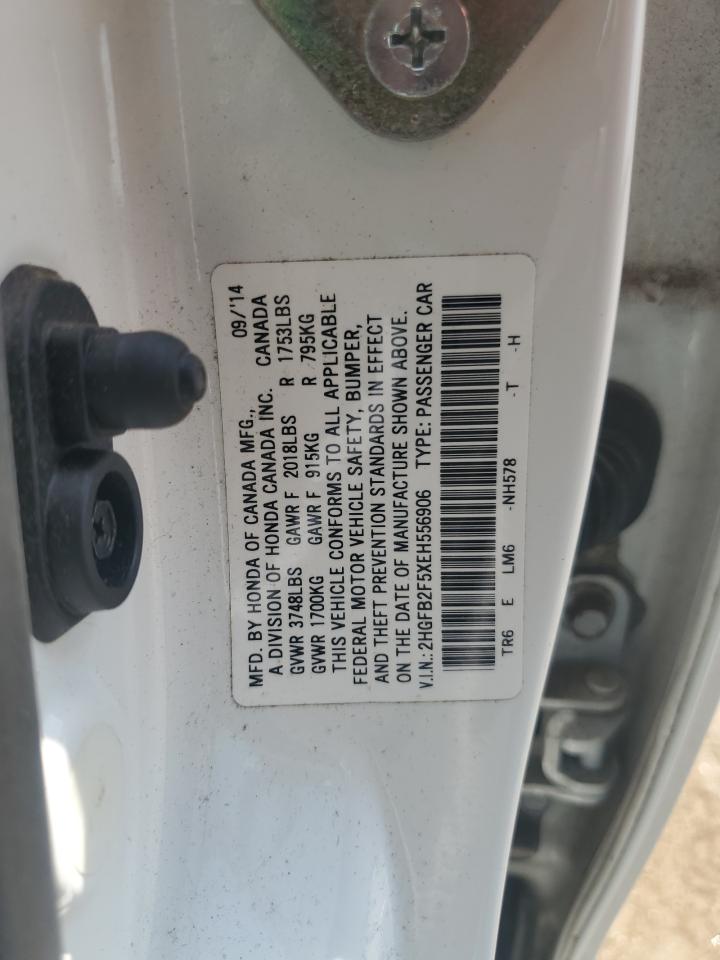 MFD. BY HONDA OF CANADA MFG., 09/'14
A DIVISION OF HONDA CANADA INC. CANADA
GVWR 3748LBS GAWR F 2018LBS R 1753LBS
GVWR 1700KG GAWR F 915KG R 795KG
THIS VEHICLE CONFORMS TO ALL APPLICABLE
FEDERAL MOTOR VEHICLE SAFETY, BUMPER,
AND THEFT PREVENTION STANDARDS IN EFFECT
ON THE DATE OF MANUFACTURE SHOWN ABOVE.
V.I.N.: 2HGFB2F5XEH556906 TYPE: PASSENGER CAR
TR6 E LM6 -NH578 -T -H